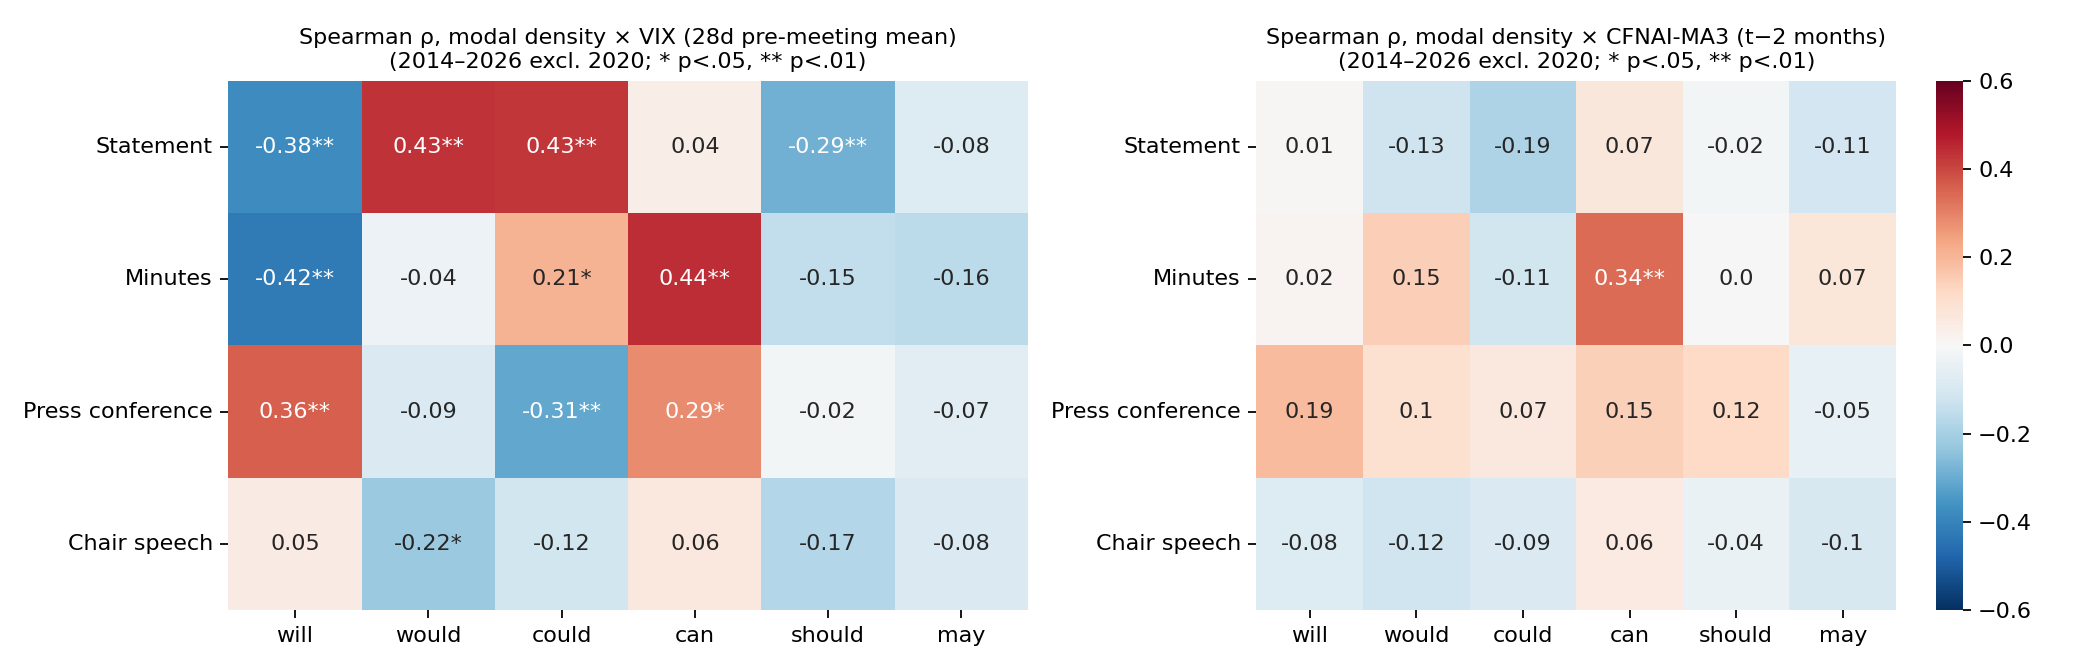 Spearman ρ, modal density × VIX (28d pre-meeting mean)
(2014–2026 excl. 2020; * p<.05, ** p<.01)
Statement -0.38** 0.43** 0.43** 0.04 -0.29** -0.08
Minutes -0.42** -0.04 0.21* 0.44** -0.15 -0.16
Press conference 0.36** -0.09 -0.31** 0.29* -0.02 -0.07
Chair speech 0.05 -0.22* -0.12 0.06 -0.17 -0.08
will would could can should may
Spearman ρ, modal density × CFNAI-MA3 (t−2 months)
(2014–2026 excl. 2020; * p<.05, ** p<.01)
Statement 0.01 -0.13 -0.19 0.07 -0.02 -0.11
Minutes 0.02 0.15 -0.11 0.34** 0.0 0.07
Press conference 0.19 0.1 0.07 0.15 0.12 -0.05
Chair speech -0.08 -0.12 -0.09 0.06 -0.04 -0.1
will would could can should may
0.6
0.4
0.2
0.0
−0.2
−0.4
−0.6